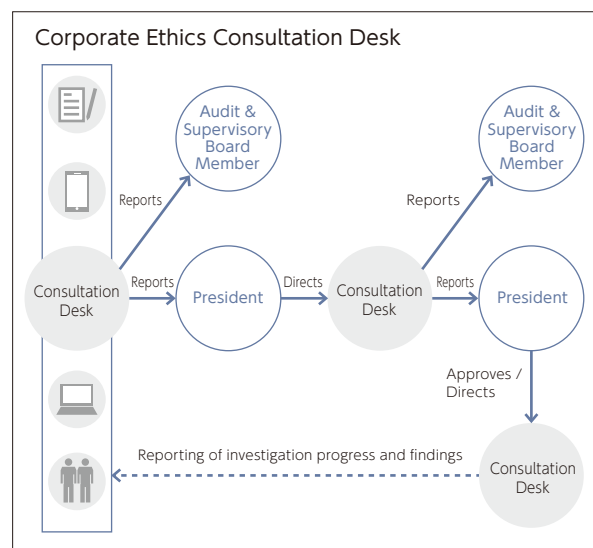 Corporate Ethics Consultation Desk
Audit &
Supervisory
Board
Member
Audit &
Supervisory
Board
Member
Reports
Reports
Consultation
Desk
Reports
President
Directs
Consultation
Desk
Reports
President
Approves /
Directs
Reporting of investigation progress and findings
Consultation
Desk